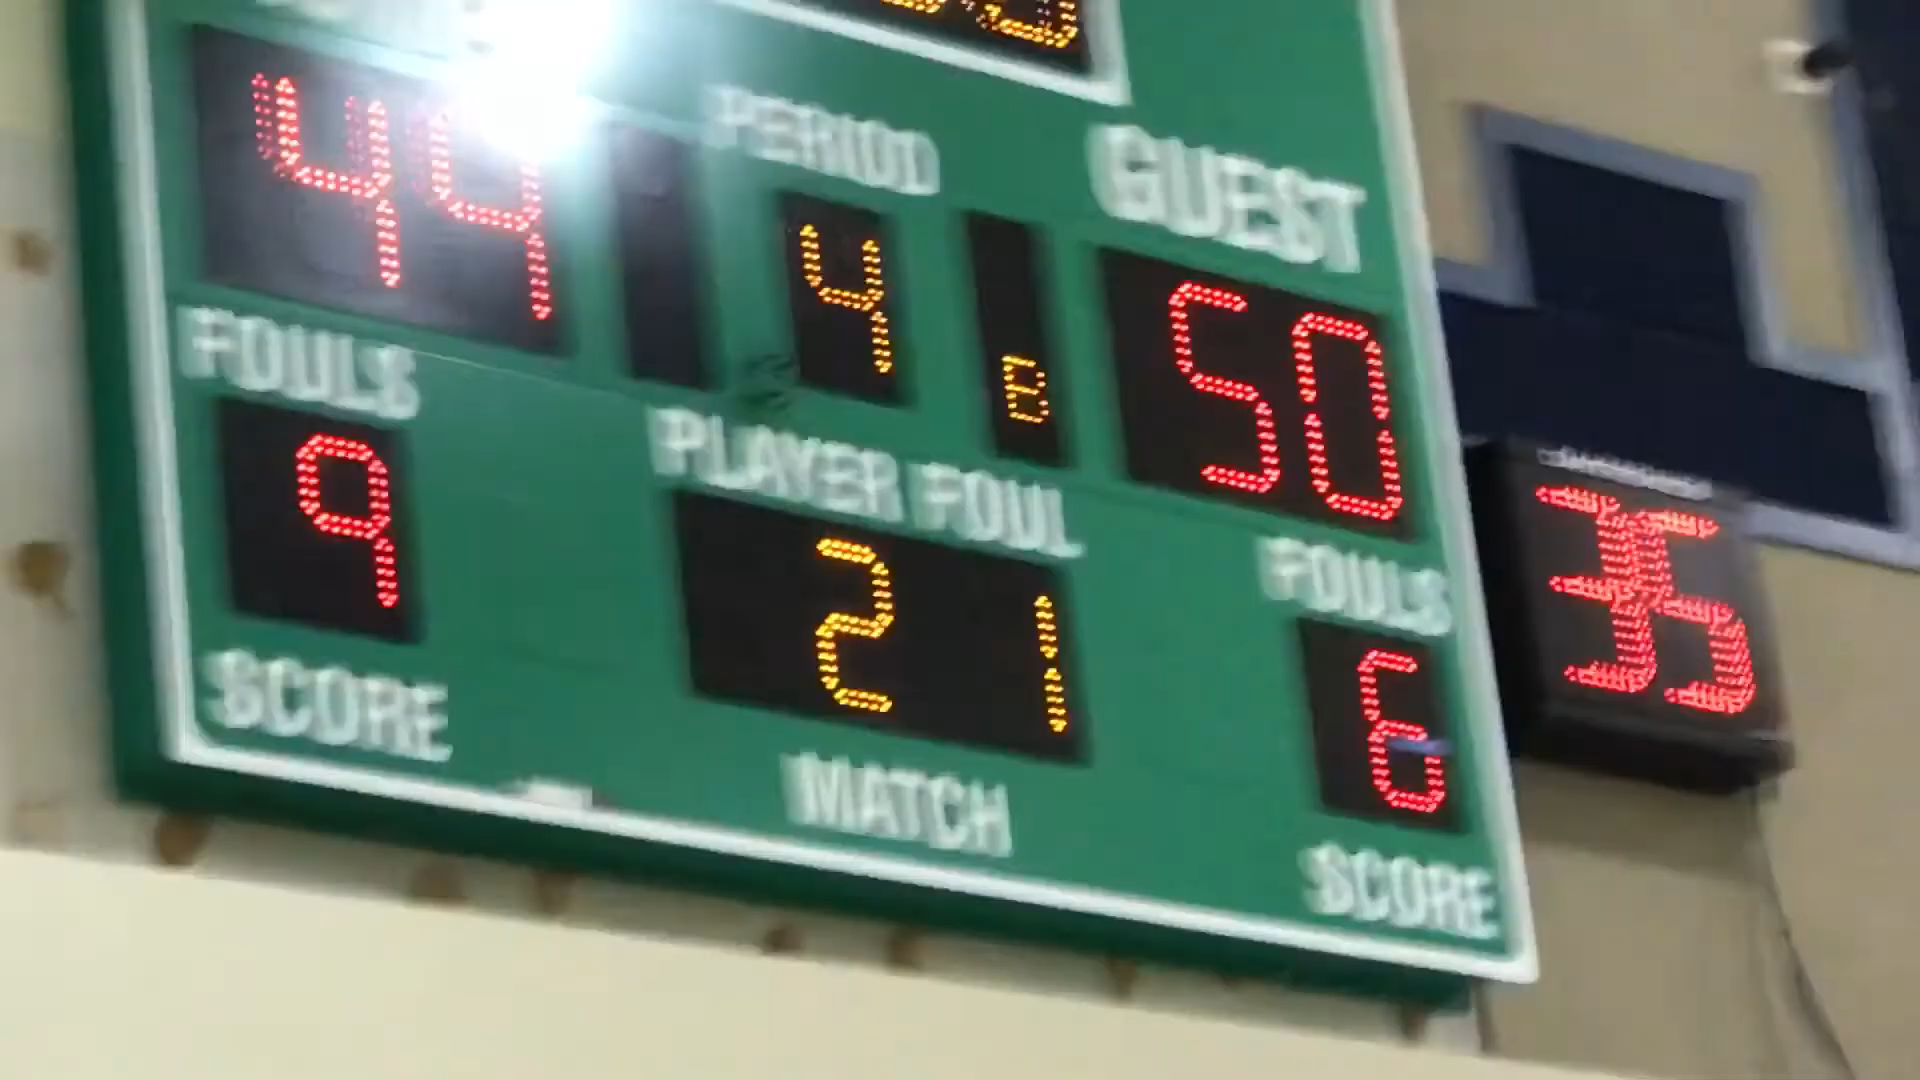 PERIOD
GUEST
44 4 B 50
FOULS
PLAYER FOUL
FOULS
9 2 1 6
35
SCORE
MATCH
SCORE